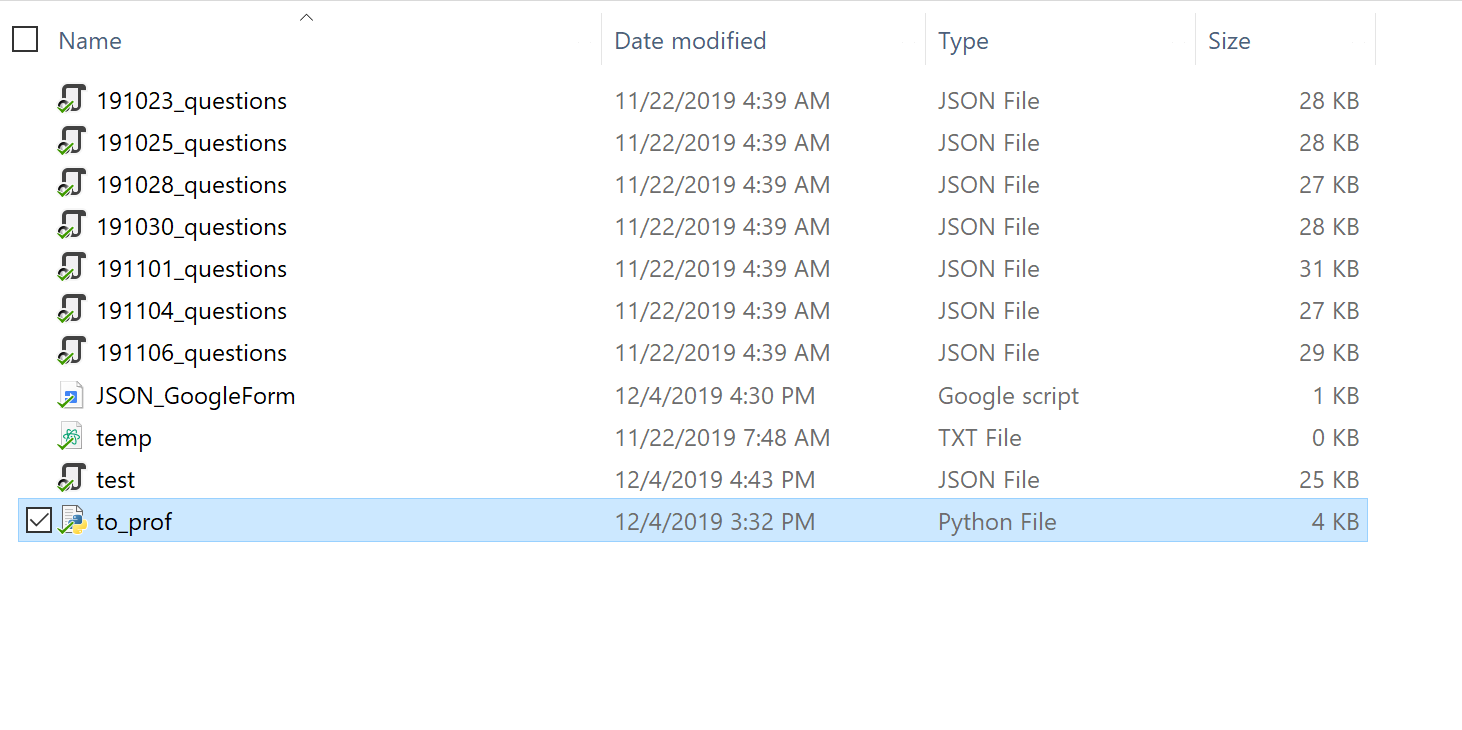 Name Date modified Type Size
191023_questions 11/22/2019 4:39 AM JSON File 28 KB
191025_questions 11/22/2019 4:39 AM JSON File 28 KB
191028_questions 11/22/2019 4:39 AM JSON File 27 KB
191030_questions 11/22/2019 4:39 AM JSON File 28 KB
191101_questions 11/22/2019 4:39 AM JSON File 31 KB
191104_questions 11/22/2019 4:39 AM JSON File 27 KB
191106_questions 11/22/2019 4:39 AM JSON File 29 KB
JSON_GoogleForm 12/4/2019 4:30 PM Google script 1 KB
temp 11/22/2019 7:48 AM TXT File 0 KB
test 12/4/2019 4:43 PM JSON File 25 KB
to_prof 12/4/2019 3:32 PM Python File 4 KB